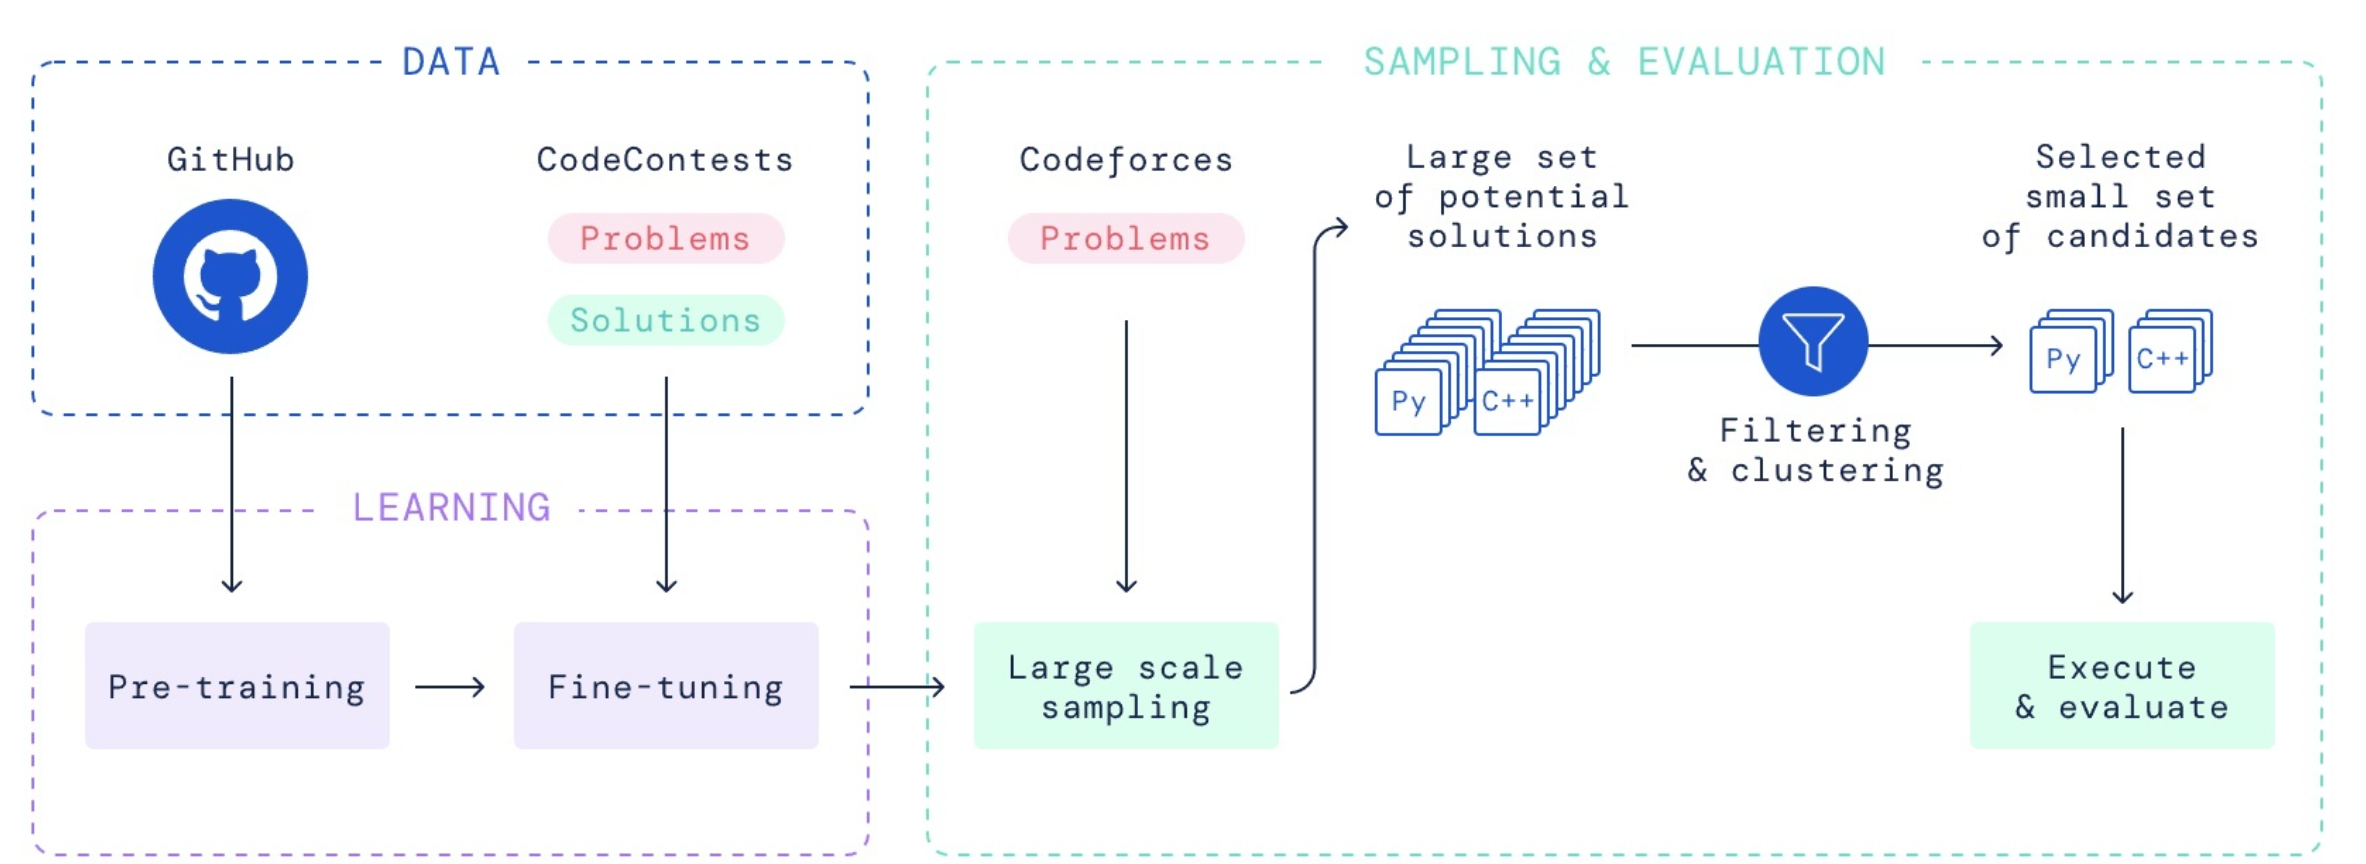 DATA
GitHub
CodeContests
Problems
Solutions
LEARNING
Pre-training
Fine-tuning
SAMPLING & EVALUATION
Codeforces
Problems
Large scale
sampling
Large set
of potential
solutions
Py
C++
Filtering
& clustering
Selected
small set
of candidates
Py
C++
Execute
& evaluate